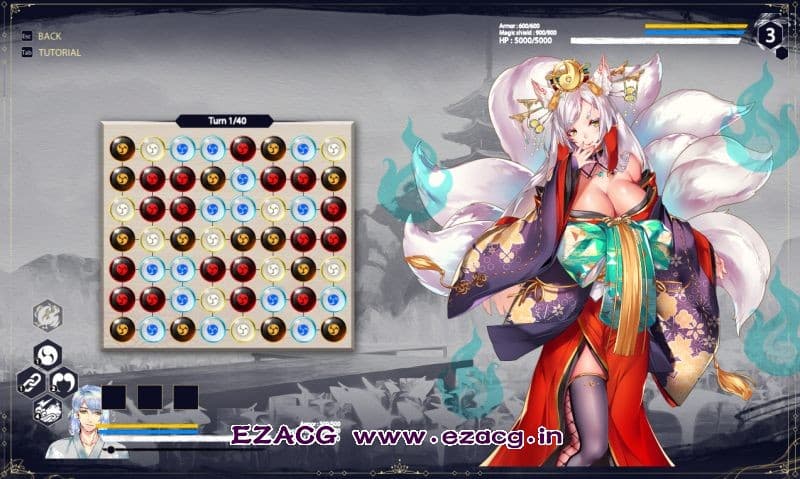 Esc BACK
Tab TUTORIAL
Armor : 600/600
Magic shield : 900/900
HP : 5000/5000
3
Turn 1/40
EZACG www.ezacg.in